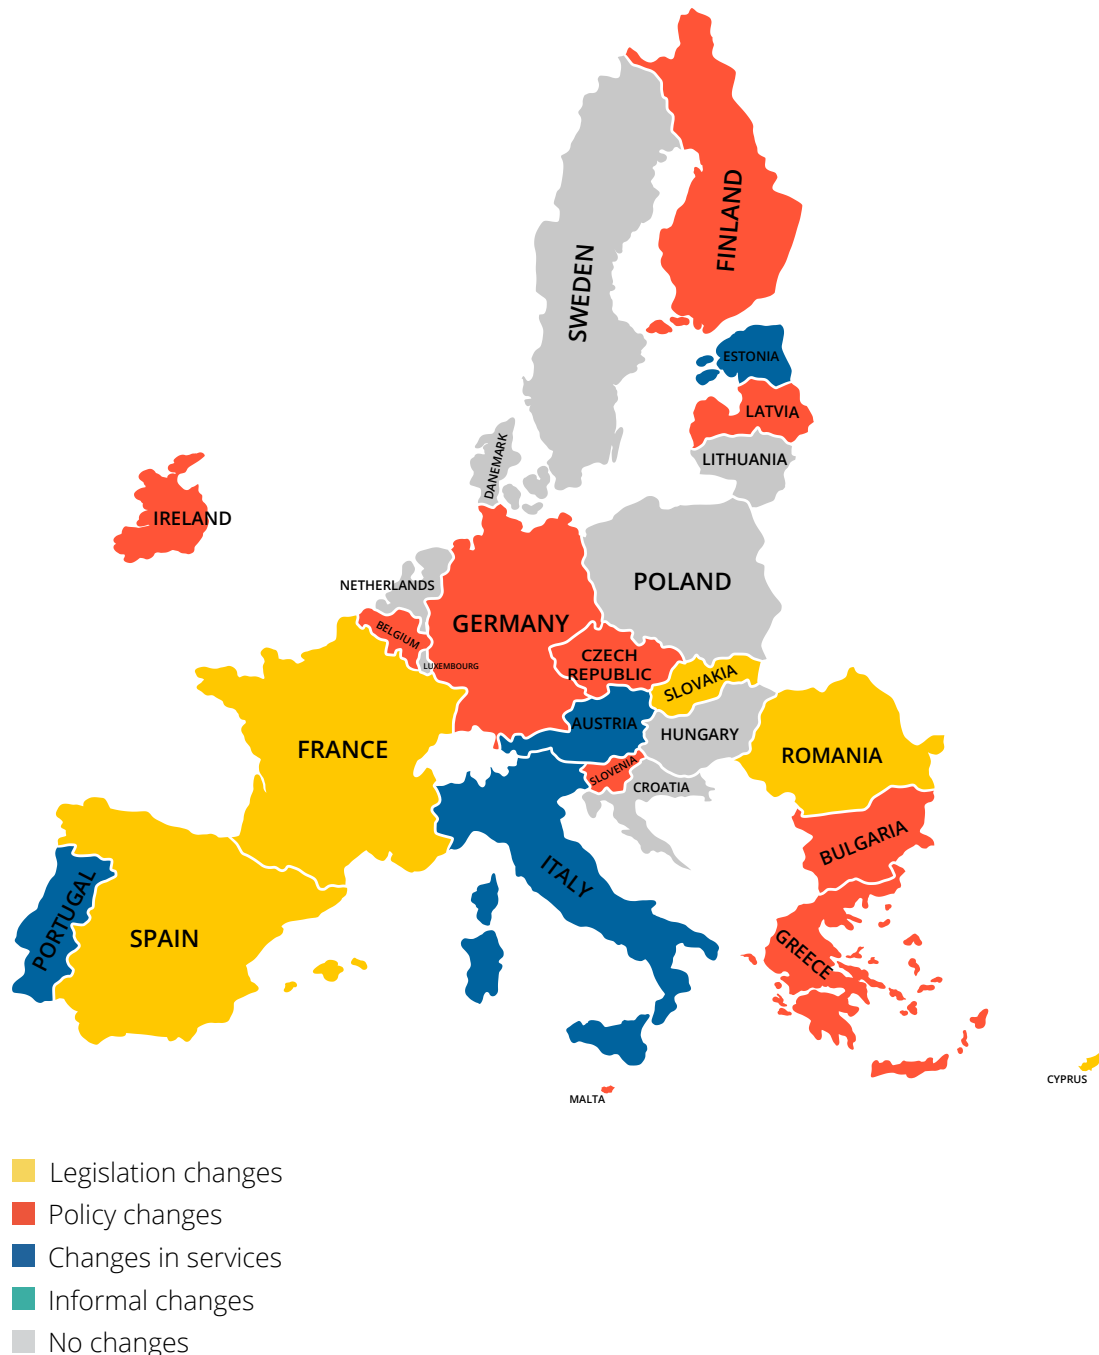 FINLAND
SWEDEN
ESTONIA
LATVIA
DANEMARK
LITHUANIA
IRELAND
POLAND
NETHERLANDS
GERMANY
BELGIUM
CZECH
REPUBLIC
LUXEMBOURG
SLOVAKIA
AUSTRIA
HUNGARY
FRANCE
ROMANIA
SLOVENIA
CROATIA
BULGARIA
ITALY
PORTUGAL
SPAIN
GREECE
CYPRUS
MALTA
Legislation changes
Policy changes
Changes in services
Informal changes
No changes